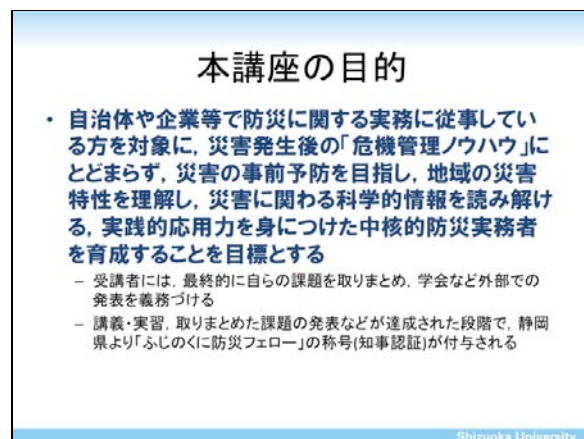 本講座の目的
• 自治体や企業等で防災に関する実務に従事してい
る方を対象に，災害発生後の「危機管理ノウハウ」に
とどまらず，災害の事前予防を目指し，地域の災害
特性を理解し，災害に関わる科学的情報を読み解け
る，実践的応用力を身につけた中核的防災実務者
を育成することを目標とする
– 受講者には，最終的に自らの課題を取りまとめ，学会など外部での
発表を義務づける
– 講義・実習，取りまとめた課題の発表などが達成された段階で，静岡
県より「ふじのくに防災フェロー」の称号(知事認証)が付与される
Shizuoka University